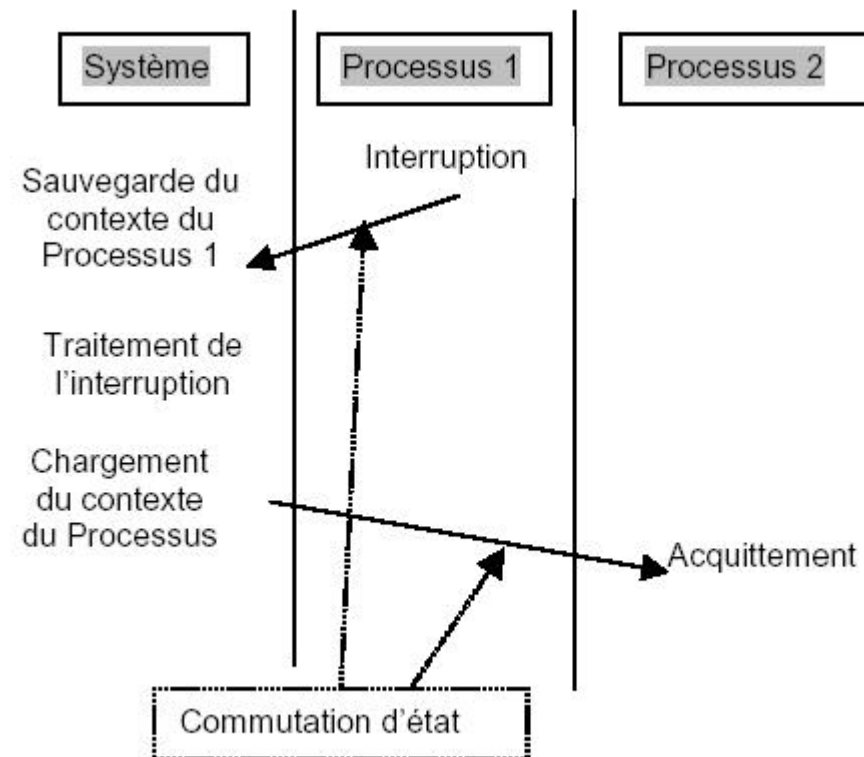 Système
Processus 1
Processus 2
Interruption
Sauvegarde du
contexte du
Processus 1
Traitement de
l'interruption
Chargement
du contexte
du Processus
Acquittement
Commutation d'état